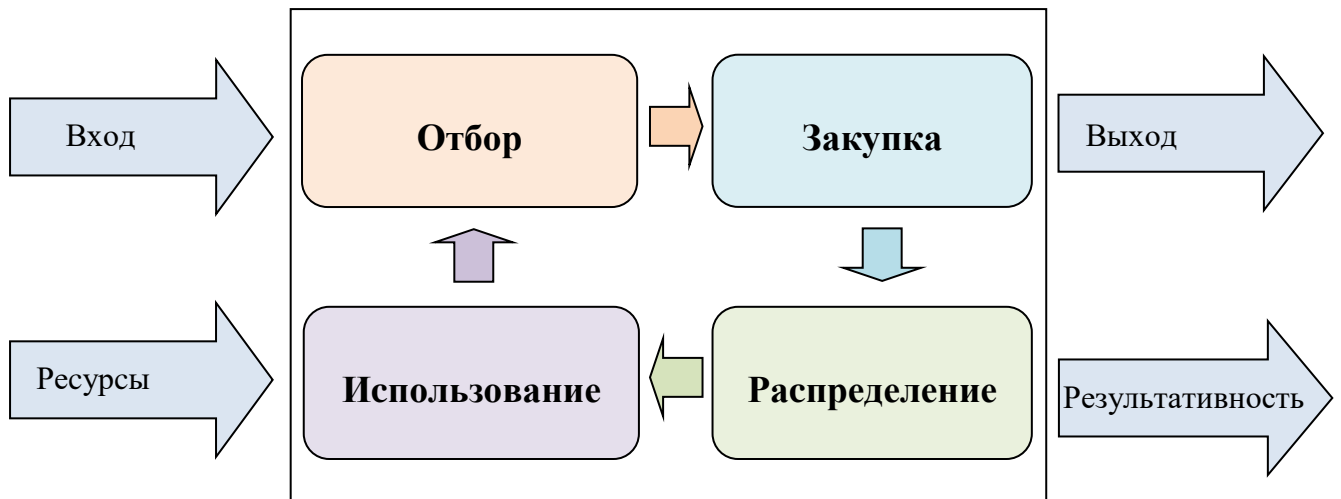 Вход
Отбор
Закупка
Выход
Ресурсы
Использование
Распределение
Результативность